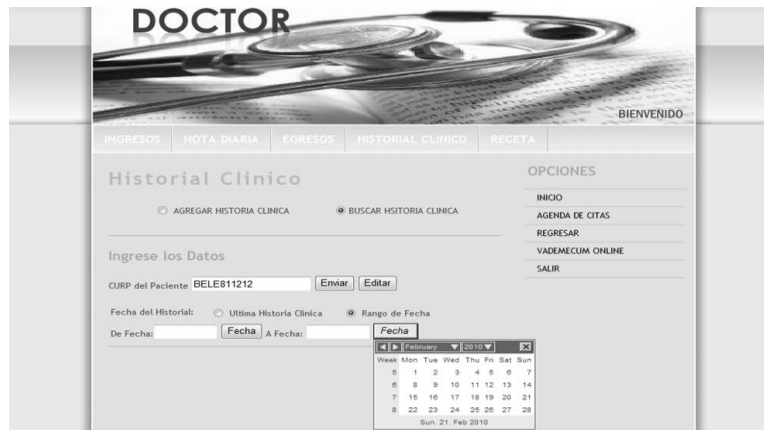 DOCTOR
BIENVENIDO
INGRESOS NOTA DIARIA EGRESOS HISTORIAL CLINICO RECETA
Historial Clinico
AGREGAR HISTORIA CLINICA BUSCAR HSITORIA CLINICA
Ingrese los Datos
CURP del Paciente BELE811212 Enviar Editar
Fecha del Historial: Ultima Historia Clinica Rango de Fecha
De Fecha: Fecha A Fecha: Fecha
February 2010
Week Mon Tue Wed Thu Fri Sat Sun
5 1 2 3 4 5 6 7
6 8 9 10 11 12 13 14
7 15 16 17 18 19 20 21
8 22 23 24 25 26 27 28
Sun. 21. Feb 2010
OPCIONES
INICIO
AGENDA DE CITAS
REGRESAR
VADEMECUM ONLINE
SALIR